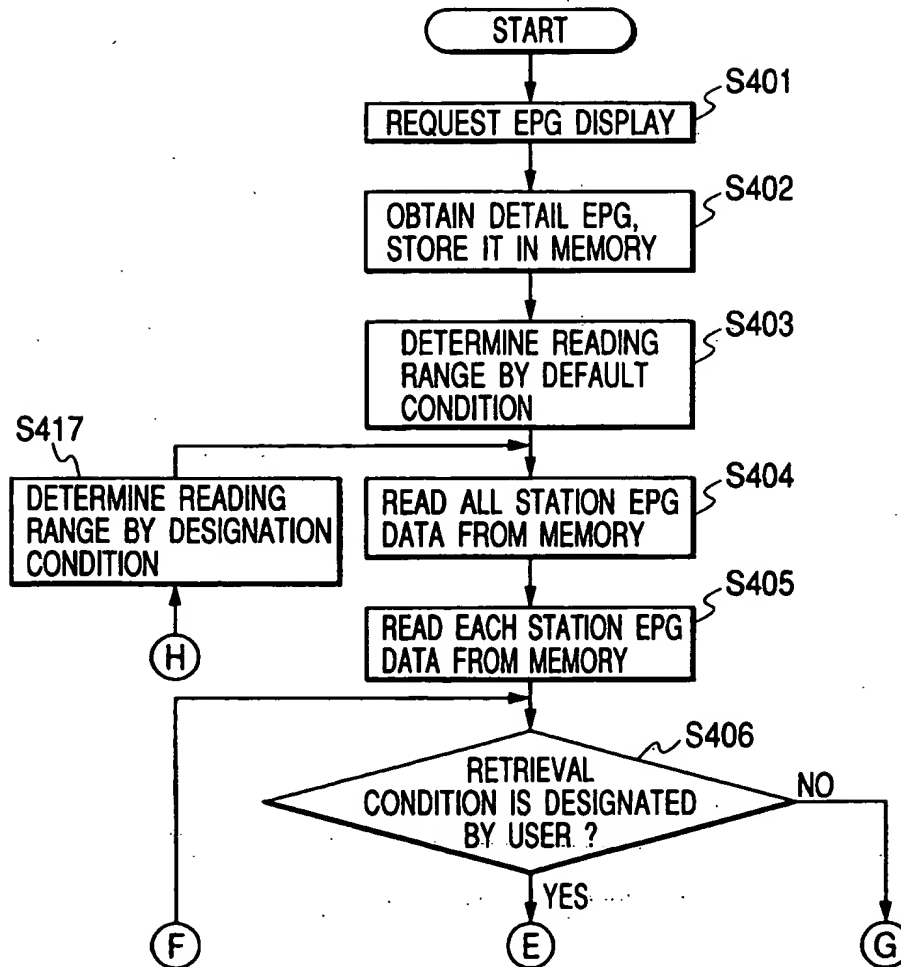 START
S401
REQUEST EPG DISPLAY
S402
OBTAIN DETAIL EPG,
STORE IT IN MEMORY
S403
DETERMINE READING
RANGE BY DEFAULT
CONDITION
S417
DETERMINE READING
RANGE BY DESIGNATION
CONDITION
H
S404
READ ALL STATION EPG
DATA FROM MEMORY
S405
READ EACH STATION EPG
DATA FROM MEMORY
S406
RETRIEVAL
CONDITION IS DESIGNATED
BY USER ?
NO
YES
F
E
G